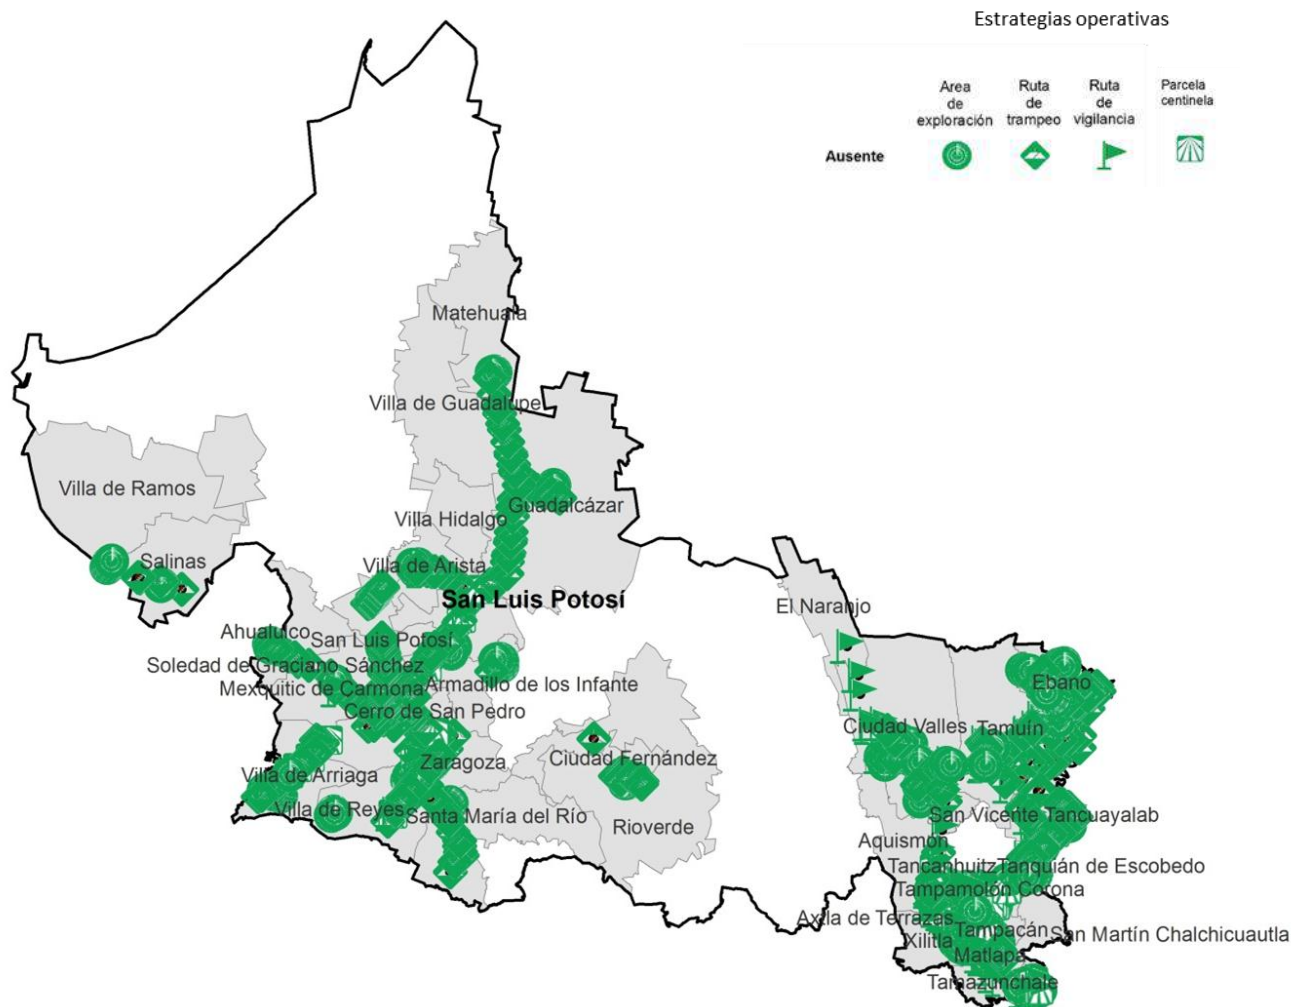 Estrategias operativas
Area
de
exploración
Ruta
de
trampeo
Ruta
de
vigilancia
Parcela
centinela
Ausente
Matehuala
Villa de Guadalupe
Villa de Ramos
Guadalcázar
Villa Hidalgo
Salinas
Villa de Arista
San Luis Potosí
El Naranjo
Ahualulco
San Luis Potosí
Soledad de Graciano Sánchez
Mexquitic de Carmona
Armadillo de los Infante
Ebano
Cerro de San Pedro
Ciudad Valles
Tamuín
Zaragoza
Ciudad Fernández
Villa de Arriaga
Villa de Reyes
Santa María del Río
San Vicente Tancuayalab
Rioverde
Aquismón
Tancanhuitz
Tanquián de Escobedo
Tampamolón Corona
Axtla de Terrazas
Tampacán
San Martín Chalchicuautla
Xilitla
Matlapa
Tamazunchale